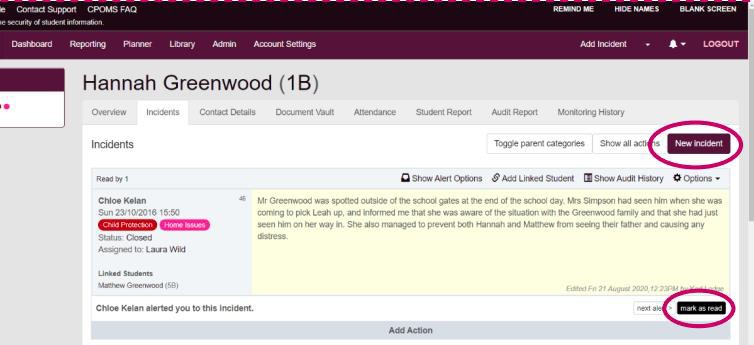 le Contact Support CPOMS FAQ REMIND ME HIDE NAMES BLANK SCREEN
e security of student information.
Dashboard Reporting Planner Library Admin Account Settings Add Incident LOGOUT
Hannah Greenwood (1B)
Overview Incidents Contact Details Document Vault Attendance Student Report Audit Report Monitoring History
Incidents Toggle parent categories Show all actions New incident
Read by 1 Show Alert Options Add Linked Student Show Audit History Options
Chloe Kelan 46 Mr Greenwood was spotted outside of the school gates at the end of the school day. Mrs Simpson had seen him when she was
Sun 23/10/2016 15:50 coming to pick Leah up, and informed me that she was aware of the situation with the Greenwood family and that she had just
Child Protection Home Issues seen him on her way in. She also managed to prevent both Hannah and Matthew from seeing their father and causing any
Status: Closed distress.
Assigned to: Laura Wild
Linked Students
Matthew Greenwood (5B) Edited Fri 21 August 2020, 12:23PM by Lodge
Chloe Kelan alerted you to this incident. next alert > mark as read
Add Action